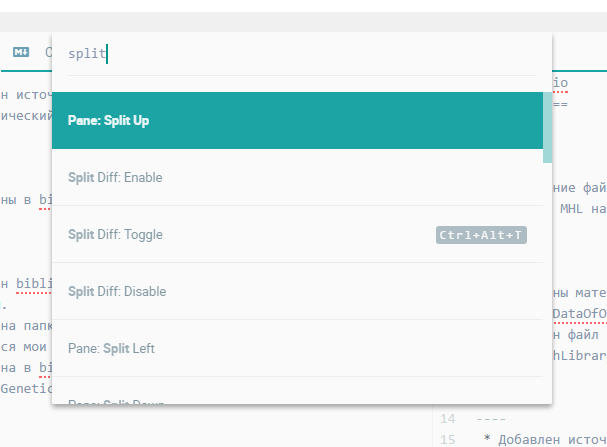 split
Pane: Split Up
Split Diff: Enable
Split Diff: Toggle
Ctrl+Alt+T
Split Diff: Disable
Pane: Split Left
Pane: Split Down
н источ
ический
ны в bi
н bibli
на папк
ся мои
на в bi
Genetic
io
==
ние фай
MHL на
ны мате
DataOfO
н файл
hLibrar
14 ----
15 * Добавлен источ